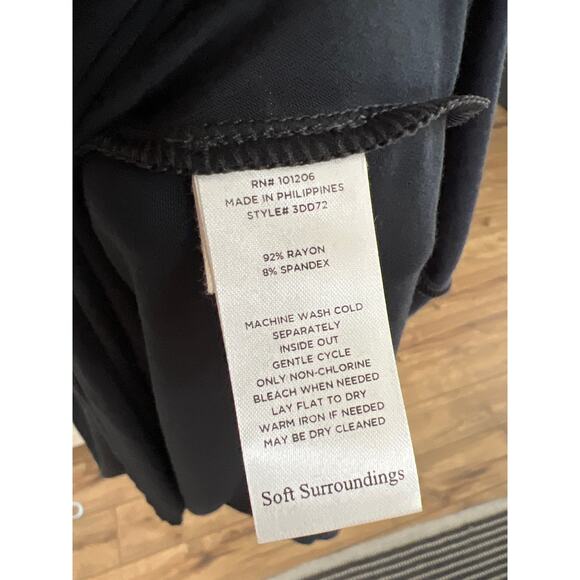 RN# 101206
MADE IN PHILIPPINES
STYLE# 3DD72
92% RAYON
8% SPANDEX
MACHINE WASH COLD
SEPARATELY
INSIDE OUT
GENTLE CYCLE
ONLY NON-CHLORINE
BLEACH WHEN NEEDED
LAY FLAT TO DRY
WARM IRON IF NEEDED
MAY BE DRY CLEANED
Soft Surroundings